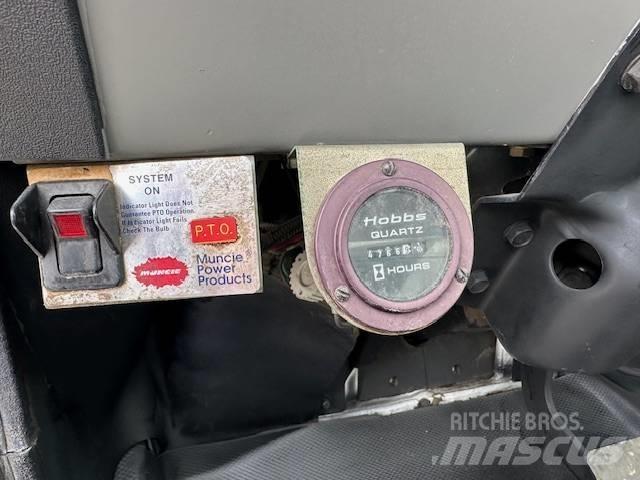 SYSTEM
ON
Indicator Light Does Not
Guarantee PTO Operation
If Indicator Light Fails
Check The Bulb
P.T.O.
MUNCIE
Muncie
Power
Products
Hobbs
QUARTZ
HOURS
RITCHIE BROS.
MASCUS